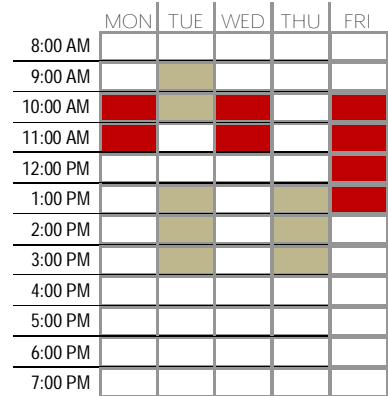 MON TUE WED THU FRI
8:00 AM
9:00 AM
10:00 AM
11:00 AM
12:00 PM
1:00 PM
2:00 PM
3:00 PM
4:00 PM
5:00 PM
6:00 PM
7:00 PM